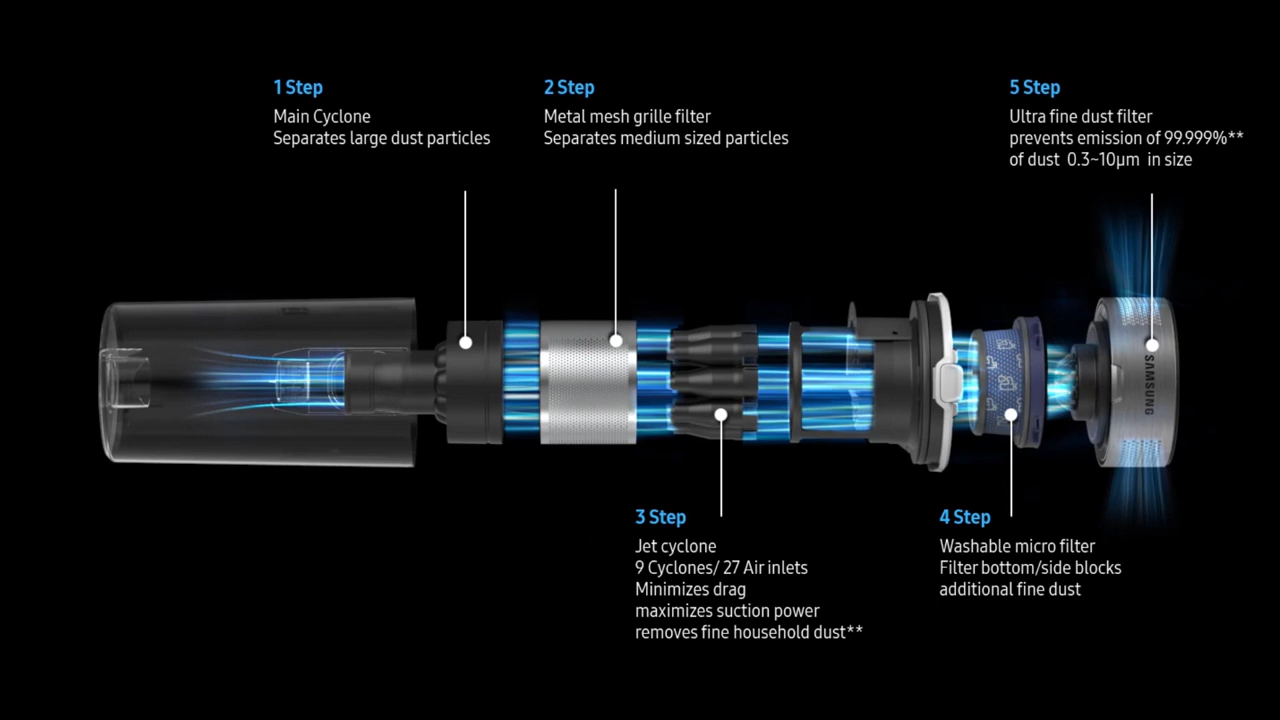 1 Step
Main Cyclone
Separates large dust particles
2 Step
Metal mesh grille filter
Separates medium sized particles
5 Step
Ultra fine dust filter
prevents emission of 99.999%**
of dust 0.3~10μm in size
SAMSUNG
3 Step
Jet cyclone
9 Cyclones/ 27 Air inlets
Minimizes drag
maximizes suction power
removes fine household dust**
4 Step
Washable micro filter
Filter bottom/side blocks
additional fine dust